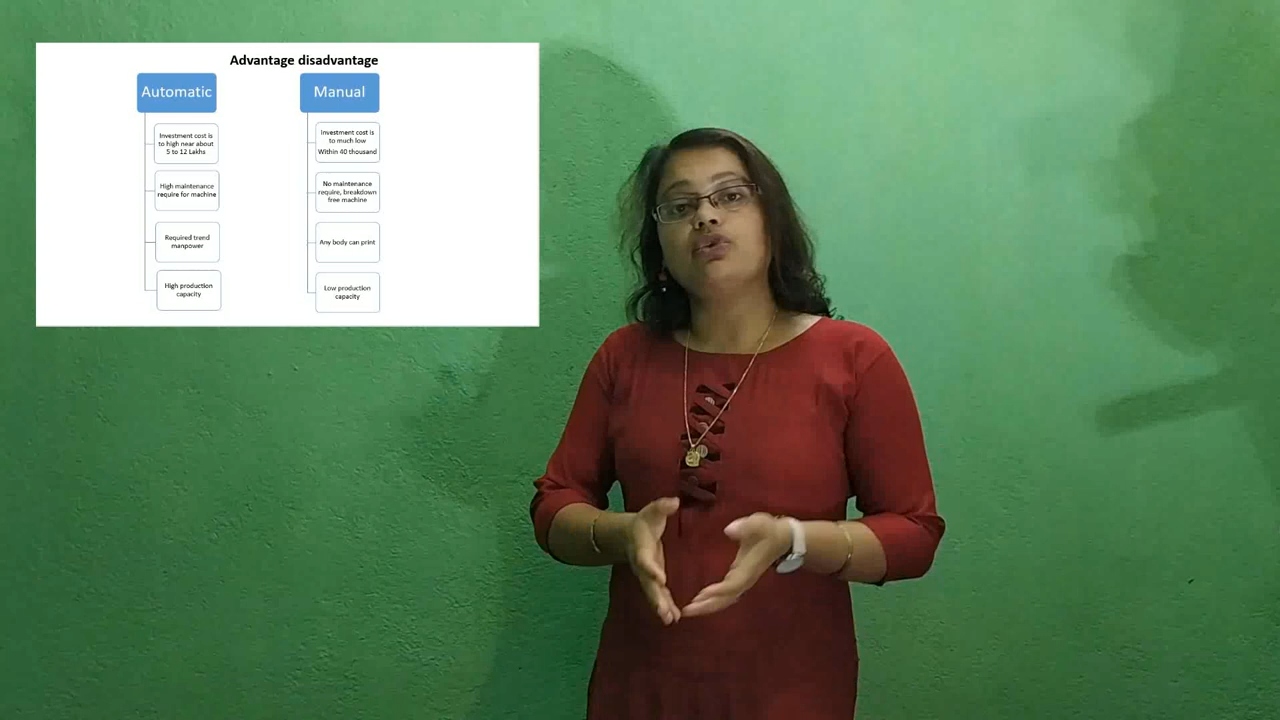 Advantage disadvantage
Automatic
Investment cost is
to high near about
5 to 12 Lakhs
High maintenance
require for machine
Required trend
manpower
High production
capacity
Manual
Investment cost is
to much low
Within 40 thousand
No maintenance
require, breakdown
free machine
Any body can print
Low production
capacity